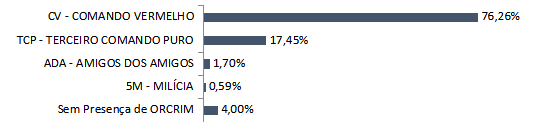 CV - COMANDO VERMELHO 76,26%
TCP - TERCEIRO COMANDO PURO 17,45%
ADA - AMIGOS DOS AMIGOS 1,70%
5M - MILÍCIA 0,59%
Sem Presença de ORCRIM 4,00%